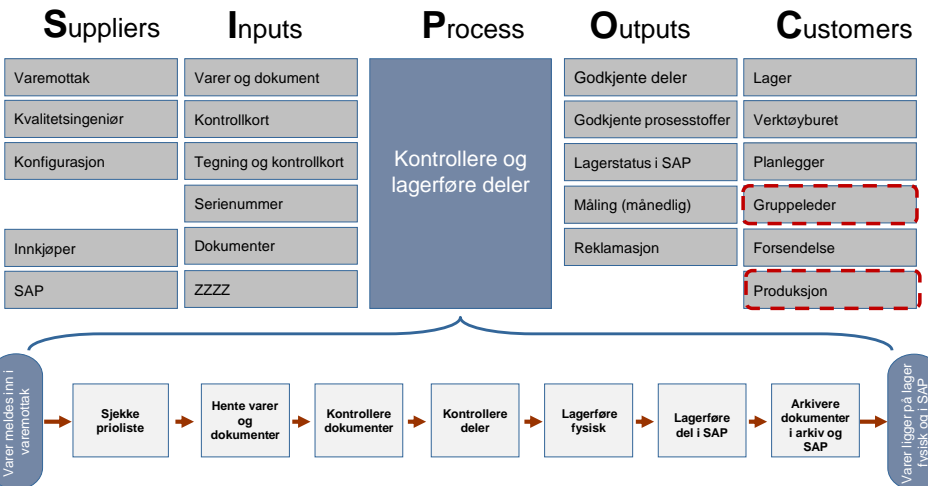 Suppliers
Inputs
Process
Outputs
Customers
Varemottak
Kvalitetsingeniør
Konfigurasjon
Innkjøper
SAP
Varer og dokument
Kontrollkort
Tegning og kontrollkort
Serienummer
Dokumenter
ZZZZ
Kontrollere og
lagerføre deler
Godkjente deler
Godkjente prosesstoffer
Lagerstatus i SAP
Måling (månedlig)
Reklamasjon
Lager
Verktøyburet
Planlegger
Gruppeleder
Forsendelse
Produksjon
Varer meldes inn i
varemottak
Sjekke
prioliste
Hente varer
og
dokumenter
Kontrollere
dokumenter
Kontrollere
deler
Lagerføre
fysisk
Lagerføre
del i SAP
Arkivere
dokumenter
i arkiv og
SAP
Varer ligger på lager
fysisk og i SAP